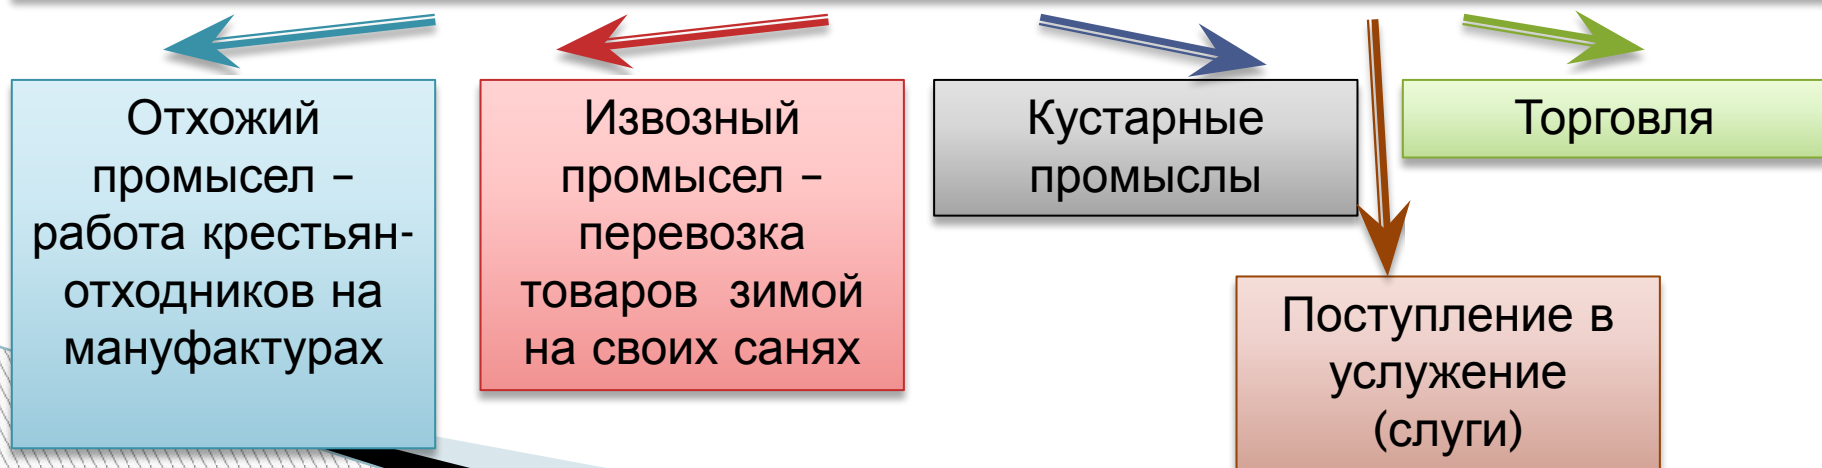 Отхожий
промысел –
работа крестьян-
отходников на
мануфактурах
Извозный
промысел –
перевозка
товаров  зимой
на своих санях
Кустарные
промыслы
Торговля
Поступление в
услужение
(слуги)